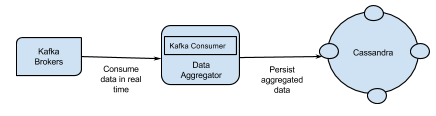 Kafka
Brokers
Consume
data in real
time
Kafka Consumer
Data
Aggregator
Persist
aggregated
data
Cassandra